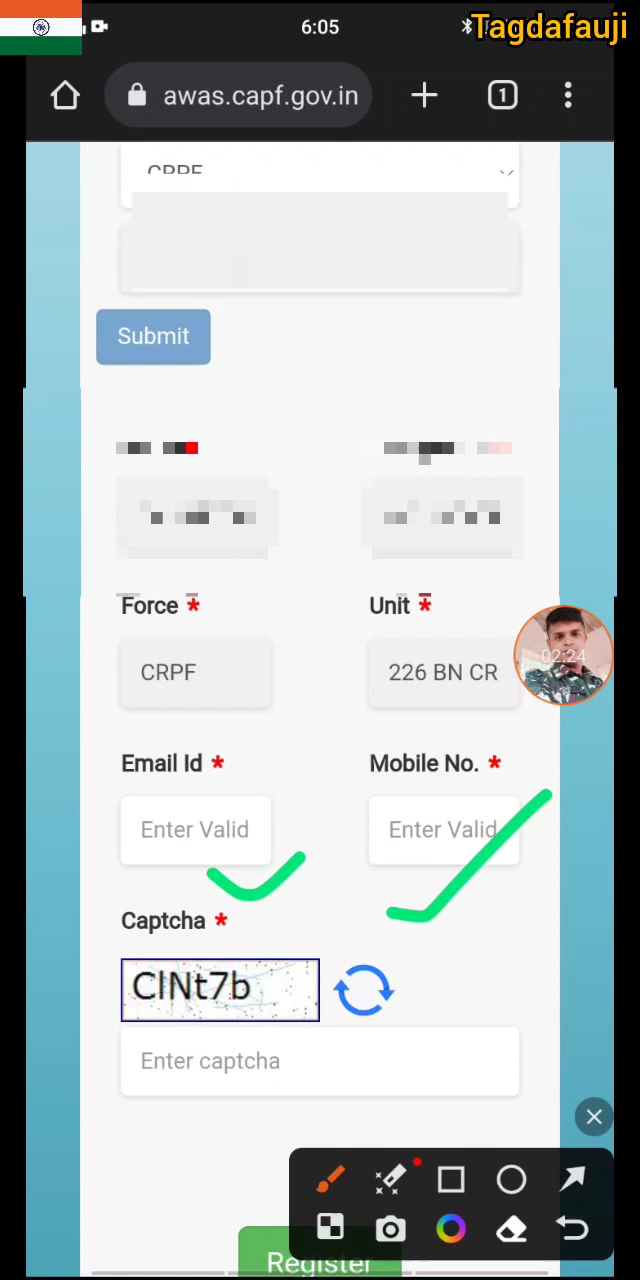 6:05
Tagdafauji
awas.capf.gov.in
1
CRPF
Submit
Force *
Unit *
CRPF
226 BN CR
02:24
Email Id *
Mobile No. *
Enter Valid
Enter Valid
Captcha *
ClNt7b
Enter captcha
Register